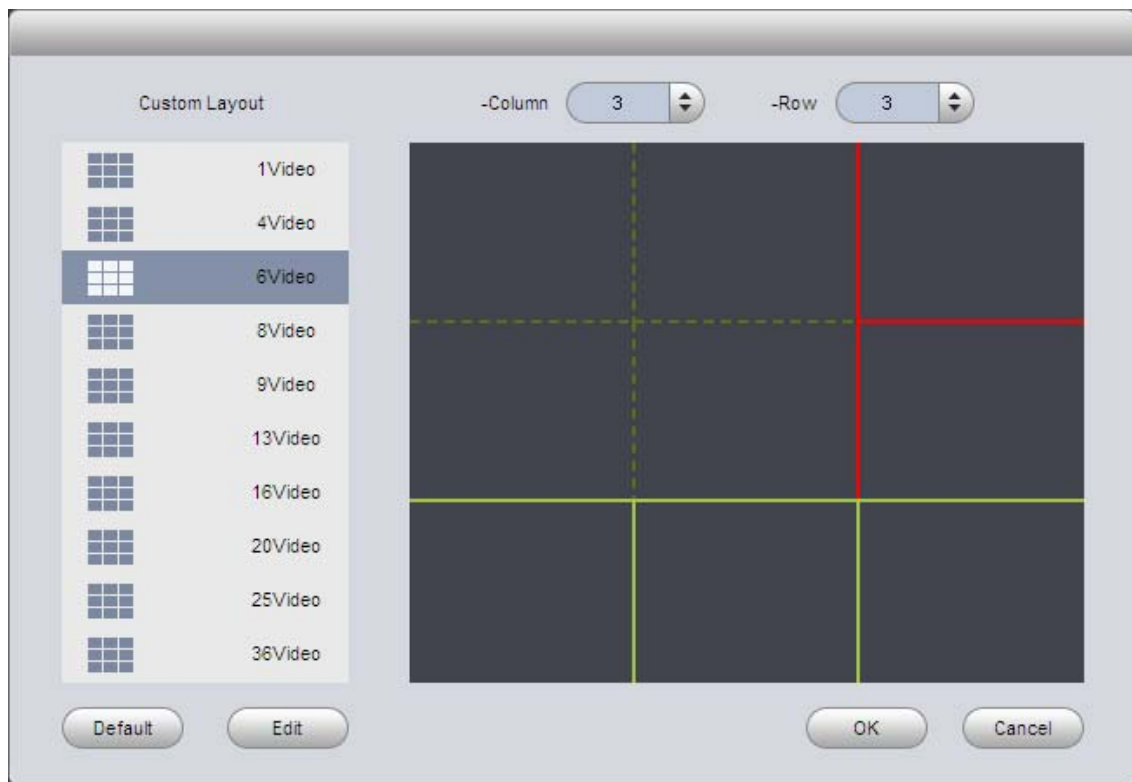 Custom Layout
-Column 3 -Row 3
1Video
4Video
6Video
8Video
9Video
13Video
16Video
20Video
25Video
36Video
Default Edit OK Cancel